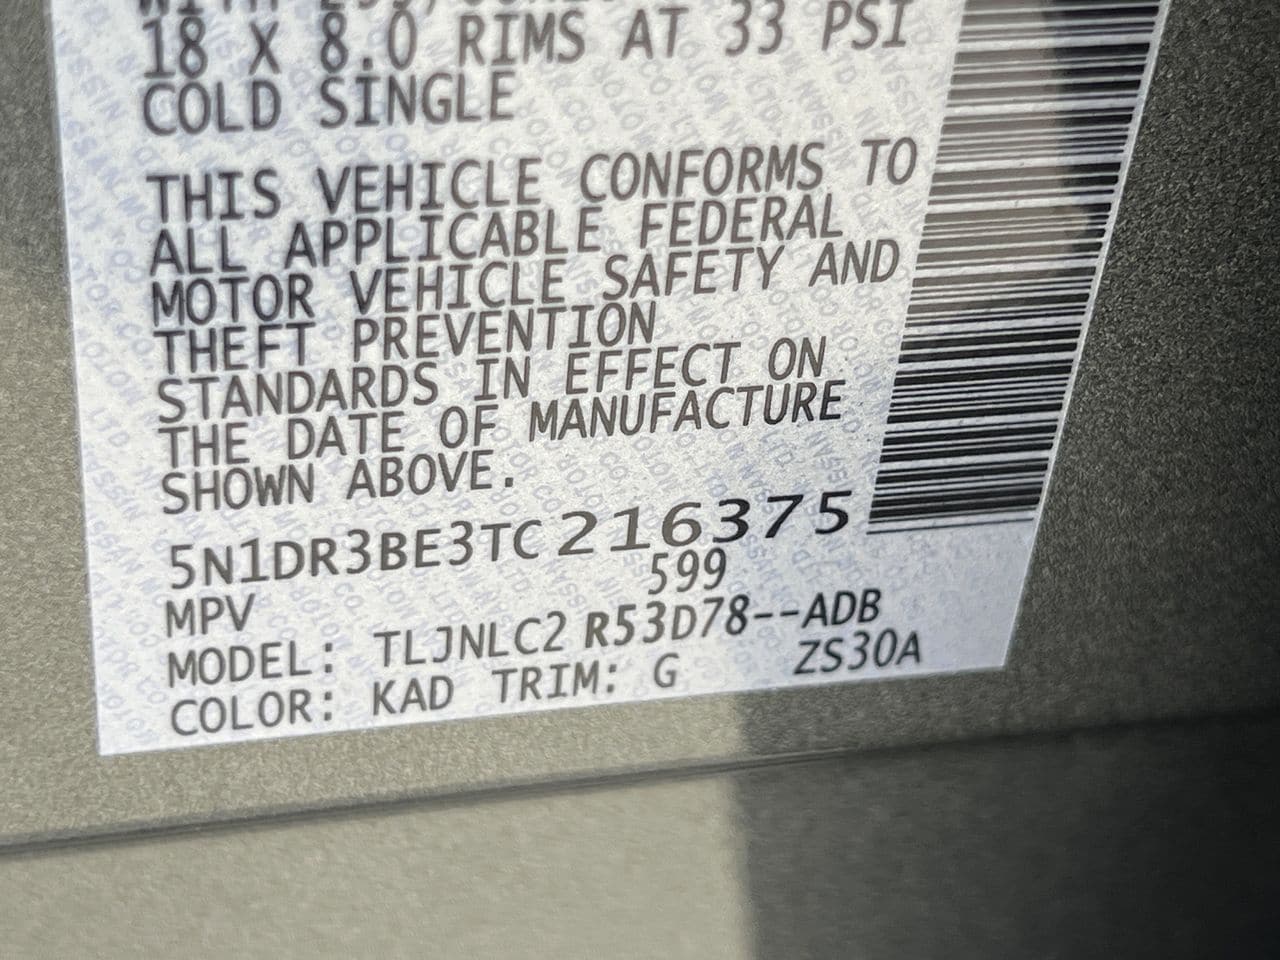 18 X 8.0 RIMS AT 33 PSI
COLD SINGLE
THIS VEHICLE CONFORMS TO
ALL APPLICABLE FEDERAL
MOTOR VEHICLE SAFETY AND
THEFT PREVENTION
STANDARDS IN EFFECT ON
THE DATE OF MANUFACTURE
SHOWN ABOVE.
5N1DR3BE3TC216375
MPV 599
MODEL: TLJNLC2 R53D78--ADB
COLOR: KAD TRIM: G ZS30A